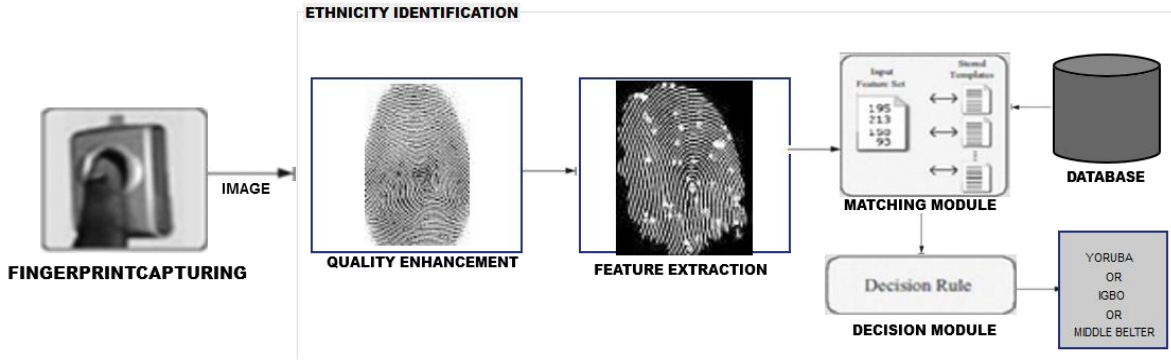 ETHNICITY IDENTIFICATION
FINGERPRINTCAPTURING
IMAGE
QUALITY ENHANCEMENT
FEATURE EXTRACTION
Input
Feature Set
195
213
93
Stored
Templates
MATCHING MODULE
DATABASE
Decision Rule
DECISION MODULE
YORUBA
OR
IGBO
OR
MIDDLE BELTER